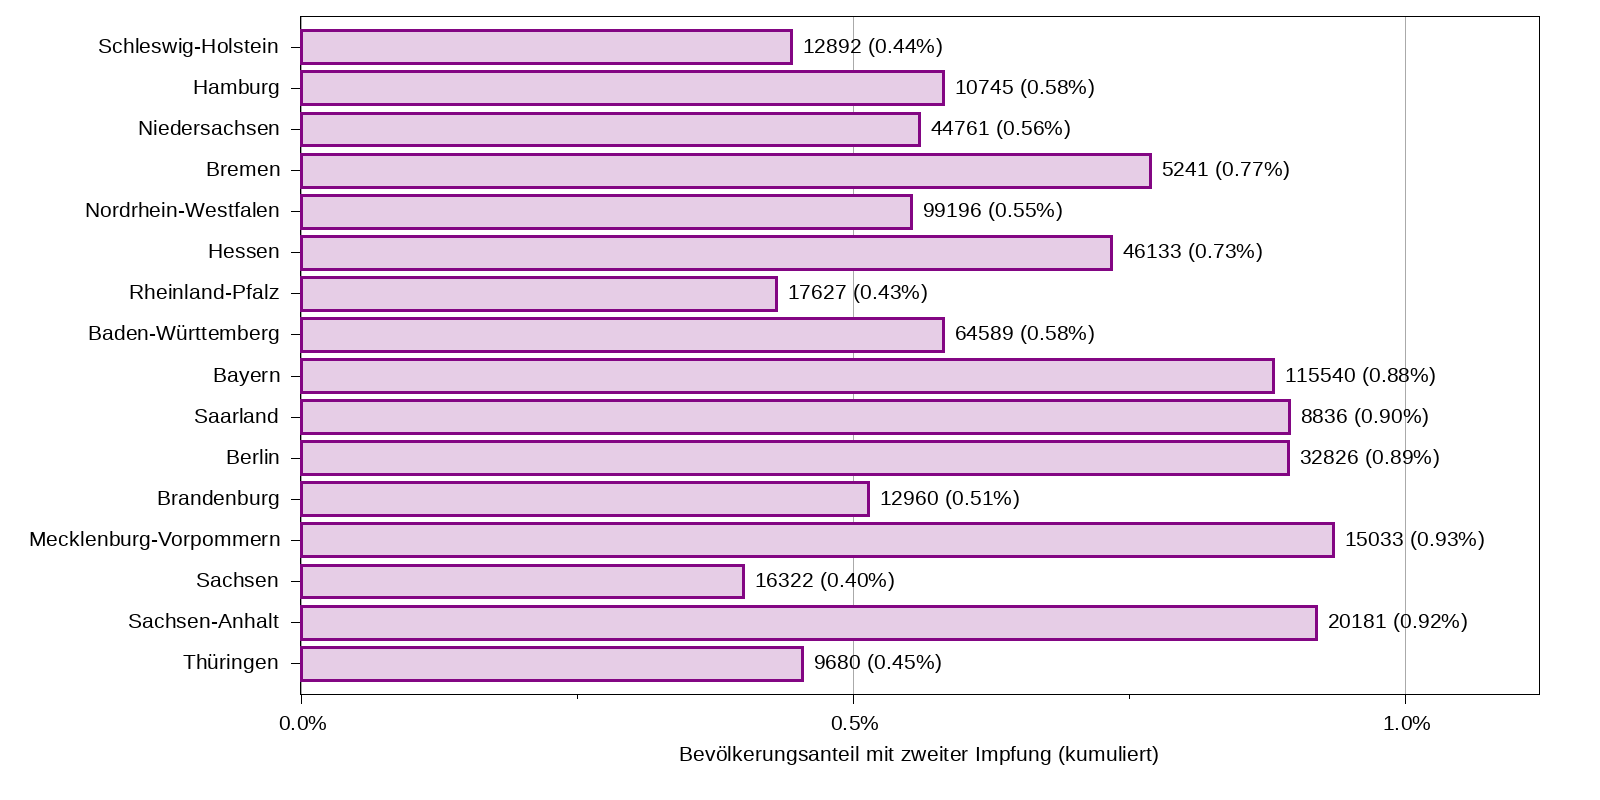 Schleswig-Holstein 12892 (0.44%)
Hamburg 10745 (0.58%)
Niedersachsen 44761 (0.56%)
Bremen 5241 (0.77%)
Nordrhein-Westfalen 99196 (0.55%)
Hessen 46133 (0.73%)
Rheinland-Pfalz 17627 (0.43%)
Baden-Württemberg 64589 (0.58%)
Bayern 115540 (0.88%)
Saarland 8836 (0.90%)
Berlin 32826 (0.89%)
Brandenburg 12960 (0.51%)
Mecklenburg-Vorpommern 15033 (0.93%)
Sachsen 16322 (0.40%)
Sachsen-Anhalt 20181 (0.92%)
Thüringen 9680 (0.45%)
0.0% 0.5% 1.0%
Bevölkerungsanteil mit zweiter Impfung (kumuliert)